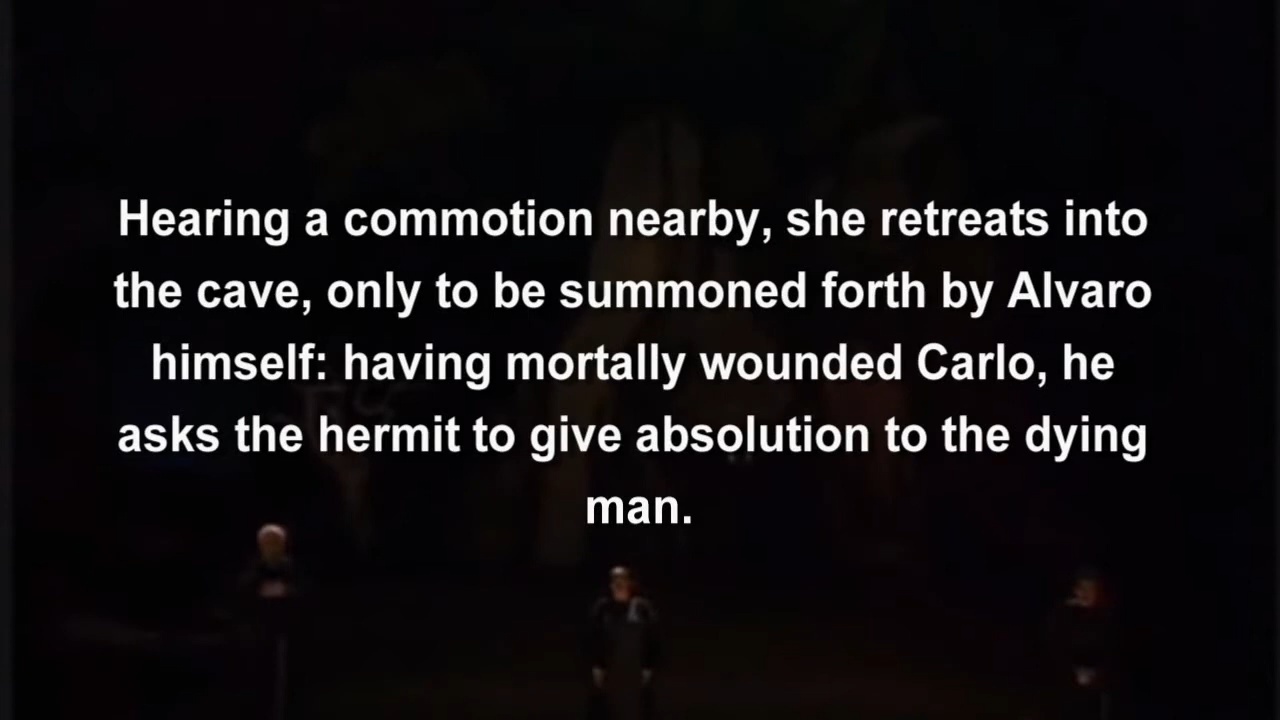 Hearing a commotion nearby, she retreats into
the cave, only to be summoned forth by Alvaro
himself: having mortally wounded Carlo, he
asks the hermit to give absolution to the dying
man.